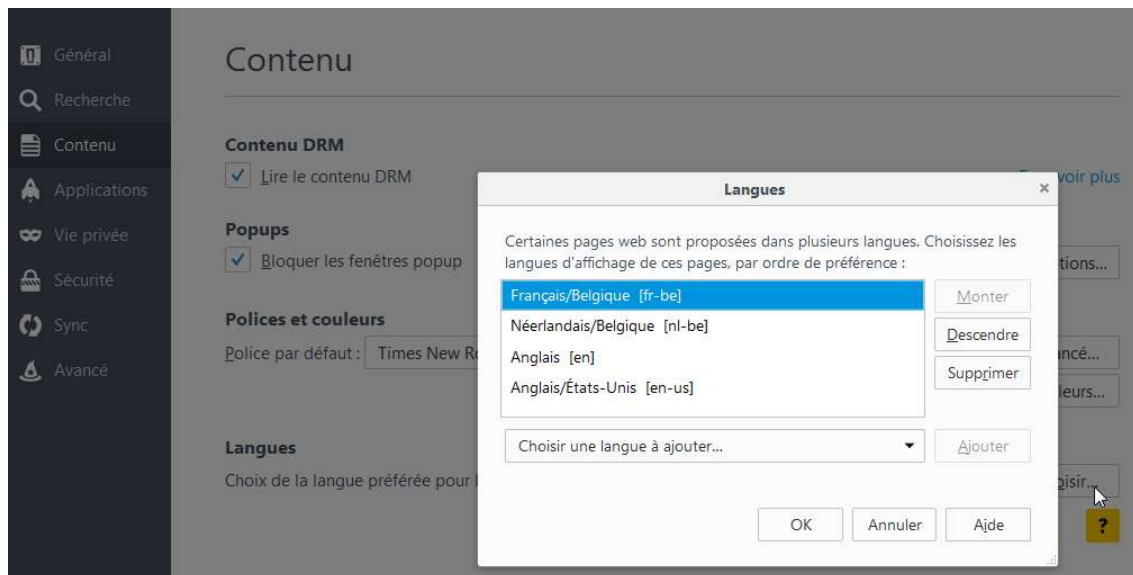 Général
Recherche
Contenu
Applications
Vie privée
Sécurité
Sync
Avancé
Contenu
Contenu DRM
Lire le contenu DRM
voir plus
Popups
Bloquer les fenêtres popup
tions...
Polices et couleurs
Police par défaut : Times New Ro
ancé...
leurs...
Langues
Choix de la langue préférée pour l
oisir...
?
Langues
Certaines pages web sont proposées dans plusieurs langues. Choisissez les
langues d'affichage de ces pages, par ordre de préférence :
Français/Belgique [fr-be]
Néerlandais/Belgique [nl-be]
Anglais [en]
Anglais/États-Unis [en-us]
Monter
Descendre
Supprimer
Choisir une langue à ajouter...
Ajouter
OK
Annuler
Aide